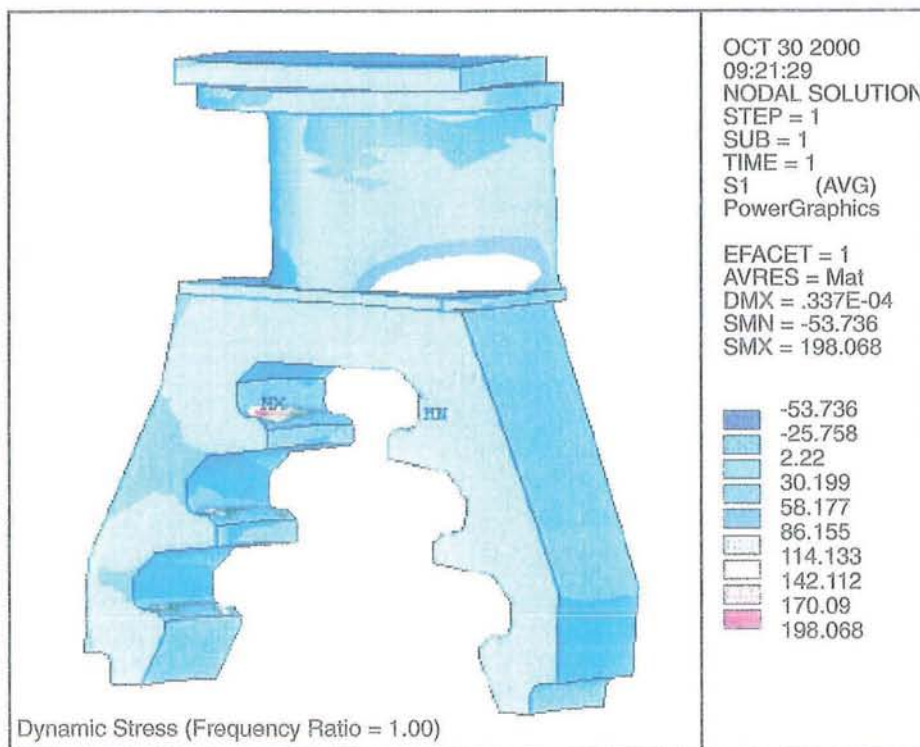 OCT 30 2000
09:21:29
NODAL SOLUTION
STEP = 1
SUB = 1
TIME = 1
S1 (AVG)
PowerGraphics
EFACET = 1
AVRES = Mat
DMX = .337E-04
SMN = -53.736
SMX = 198.068
MX
MN
-53.736
-25.758
2.22
30.199
58.177
86.155
114.133
142.112
170.09
198.068
Dynamic Stress (Frequency Ratio = 1.00)